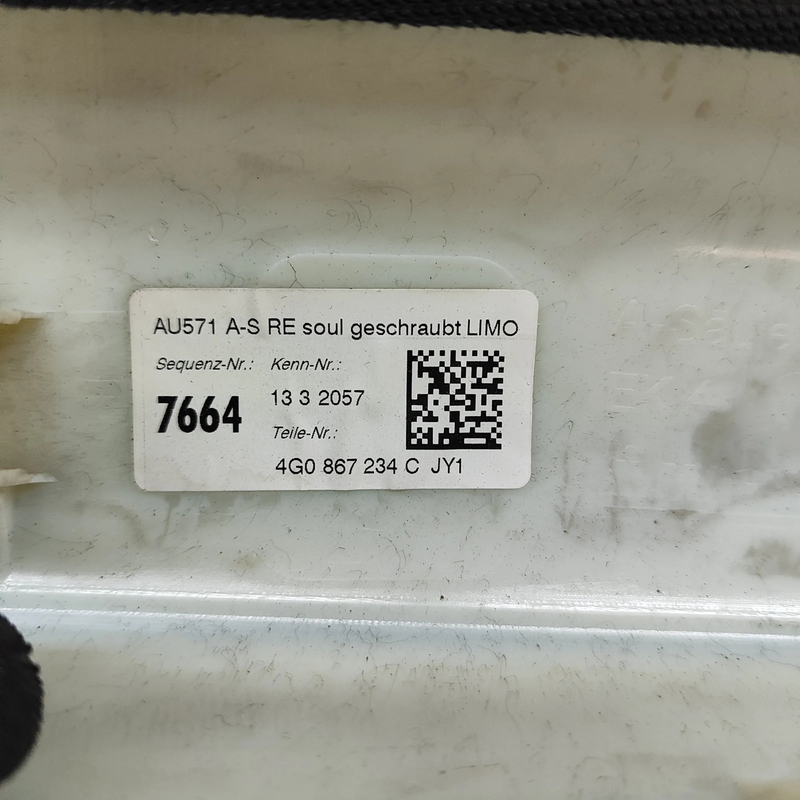 AU571 A-S RE soul geschraubt LIMO
Sequenz-Nr.: Kenn-Nr.:
7664 13 3 2057
Teile-Nr.:
4G0 867 234 C JY1